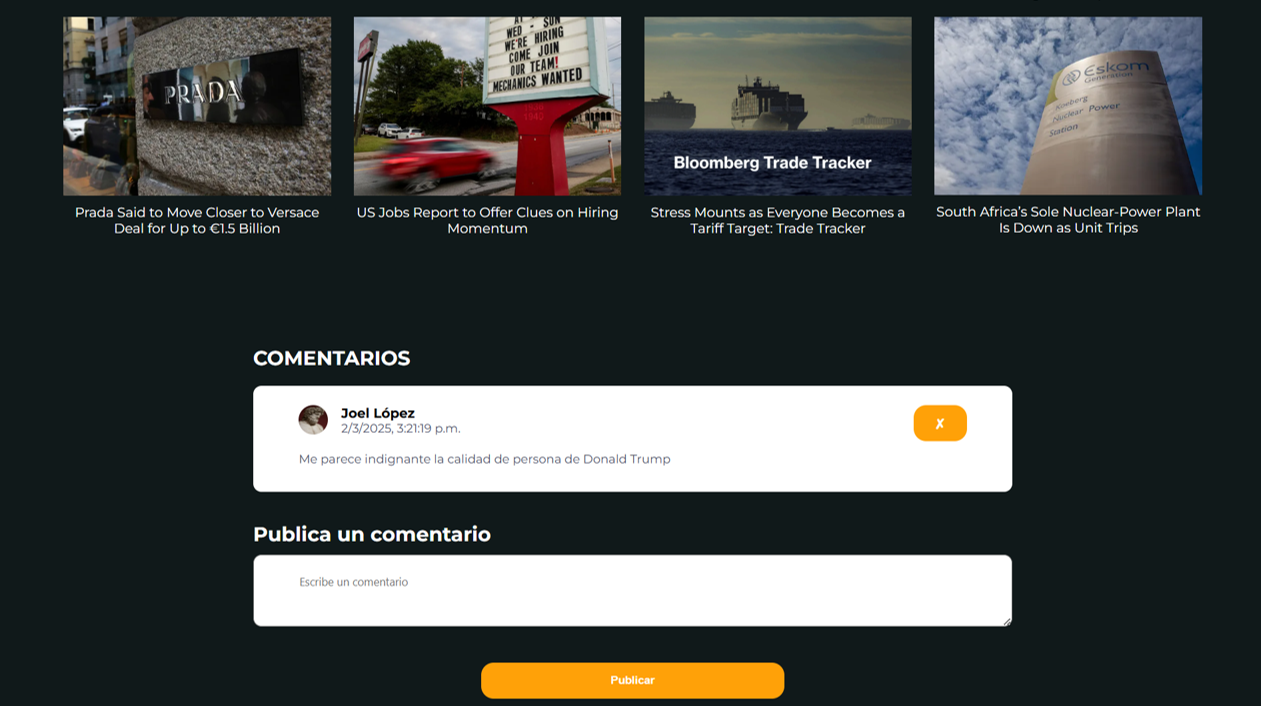 PRADA
AT - SUN
WED - SUN
WE'RE HIRING
COME JOIN
OUR TEAM!
MECHANICS WANTED
Bloomberg Trade Tracker
Eskom
Generation
Koeberg
Nuclear Power
Station
Prada Said to Move Closer to Versace
Deal for Up to €1.5 Billion
US Jobs Report to Offer Clues on Hiring
Momentum
Stress Mounts as Everyone Becomes a
Tariff Target: Trade Tracker
South Africa's Sole Nuclear-Power Plant
Is Down as Unit Trips
COMENTARIOS
Joel López
2/3/2025, 3:21:19 p.m.
✗
Me parece indignante la calidad de persona de Donald Trump
Publica un comentario
Escribe un comentario
Publicar